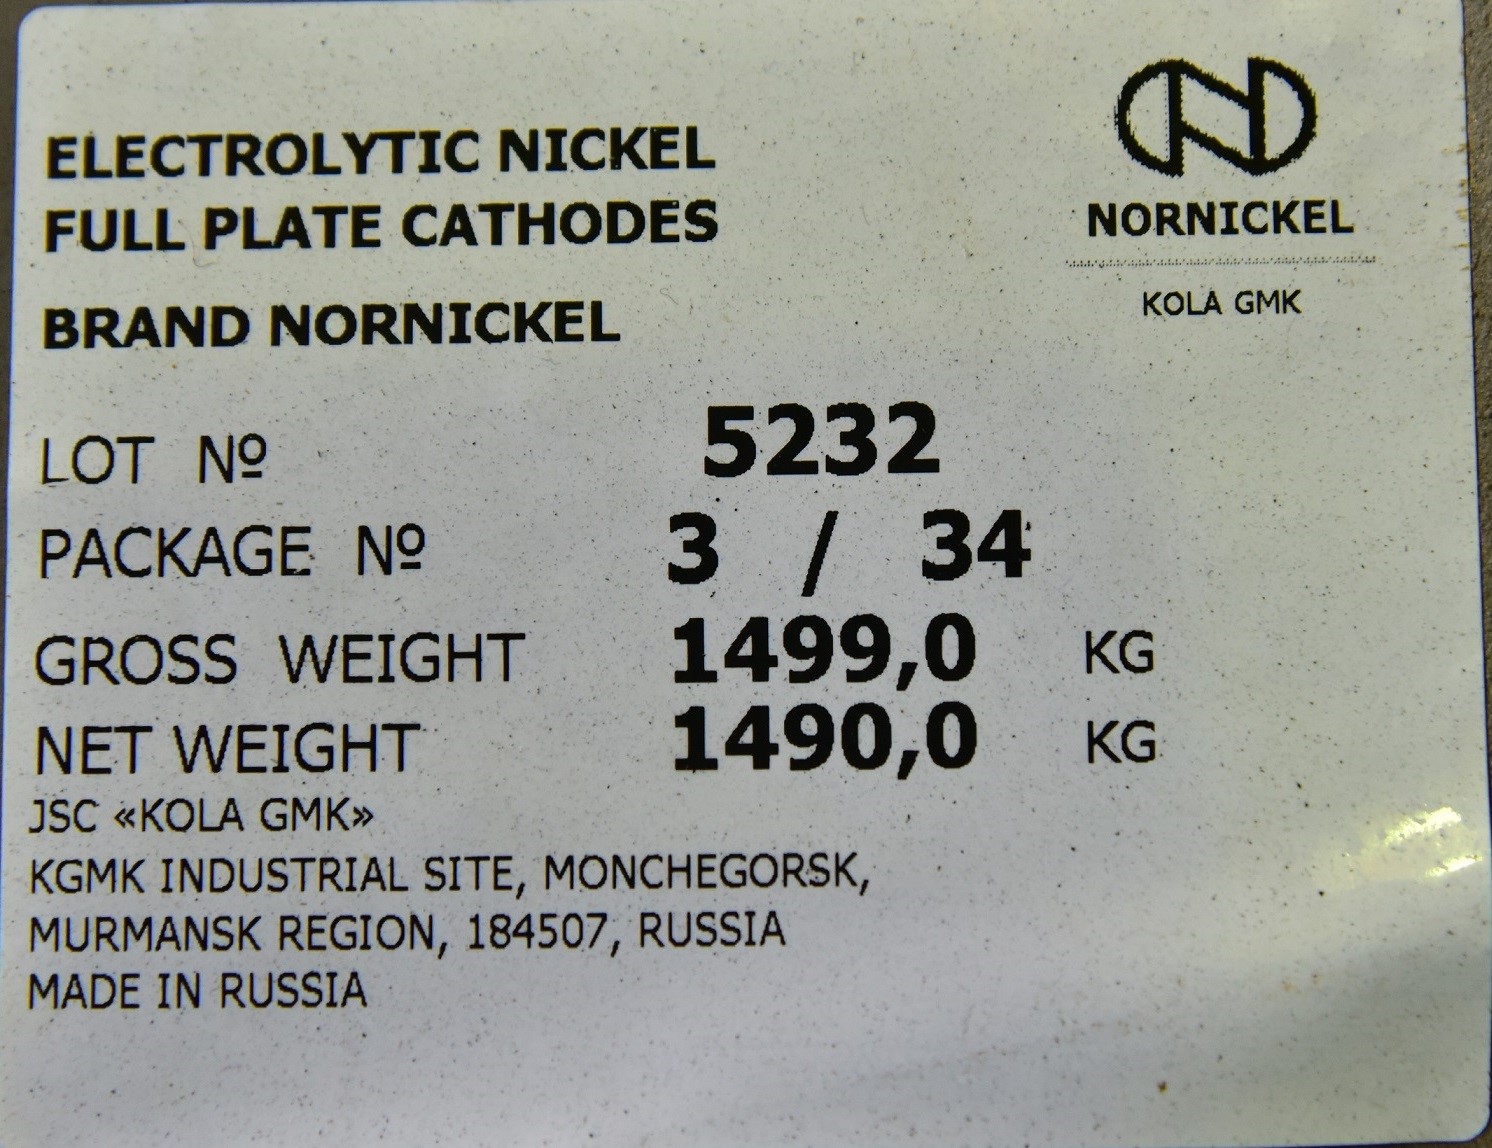 NORNICKEL
KOLA GMK
ELECTROLYTIC NICKEL
FULL PLATE CATHODES
BRAND NORNICKEL
LOT № 5232
PACKAGE № 3 / 34
GROSS WEIGHT 1499,0 KG
NET WEIGHT 1490,0 KG
JSC «KOLA GMK»
KGMK INDUSTRIAL SITE, MONCHEGORSK,
MURMANSK REGION, 184507, RUSSIA
MADE IN RUSSIA